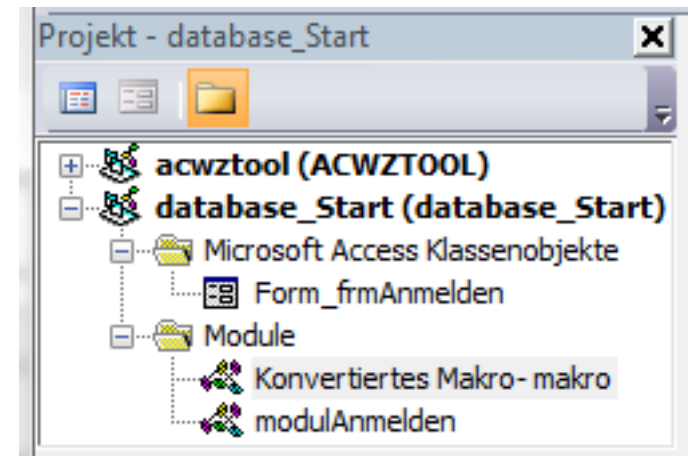 Projekt - database_Start
acwztool (ACWZTOOL)
database_Start (database_Start)
Microsoft Access Klassenobjekte
Form_frmAnmelden
Module
Konvertiertes Makro- makro
modulAnmelden